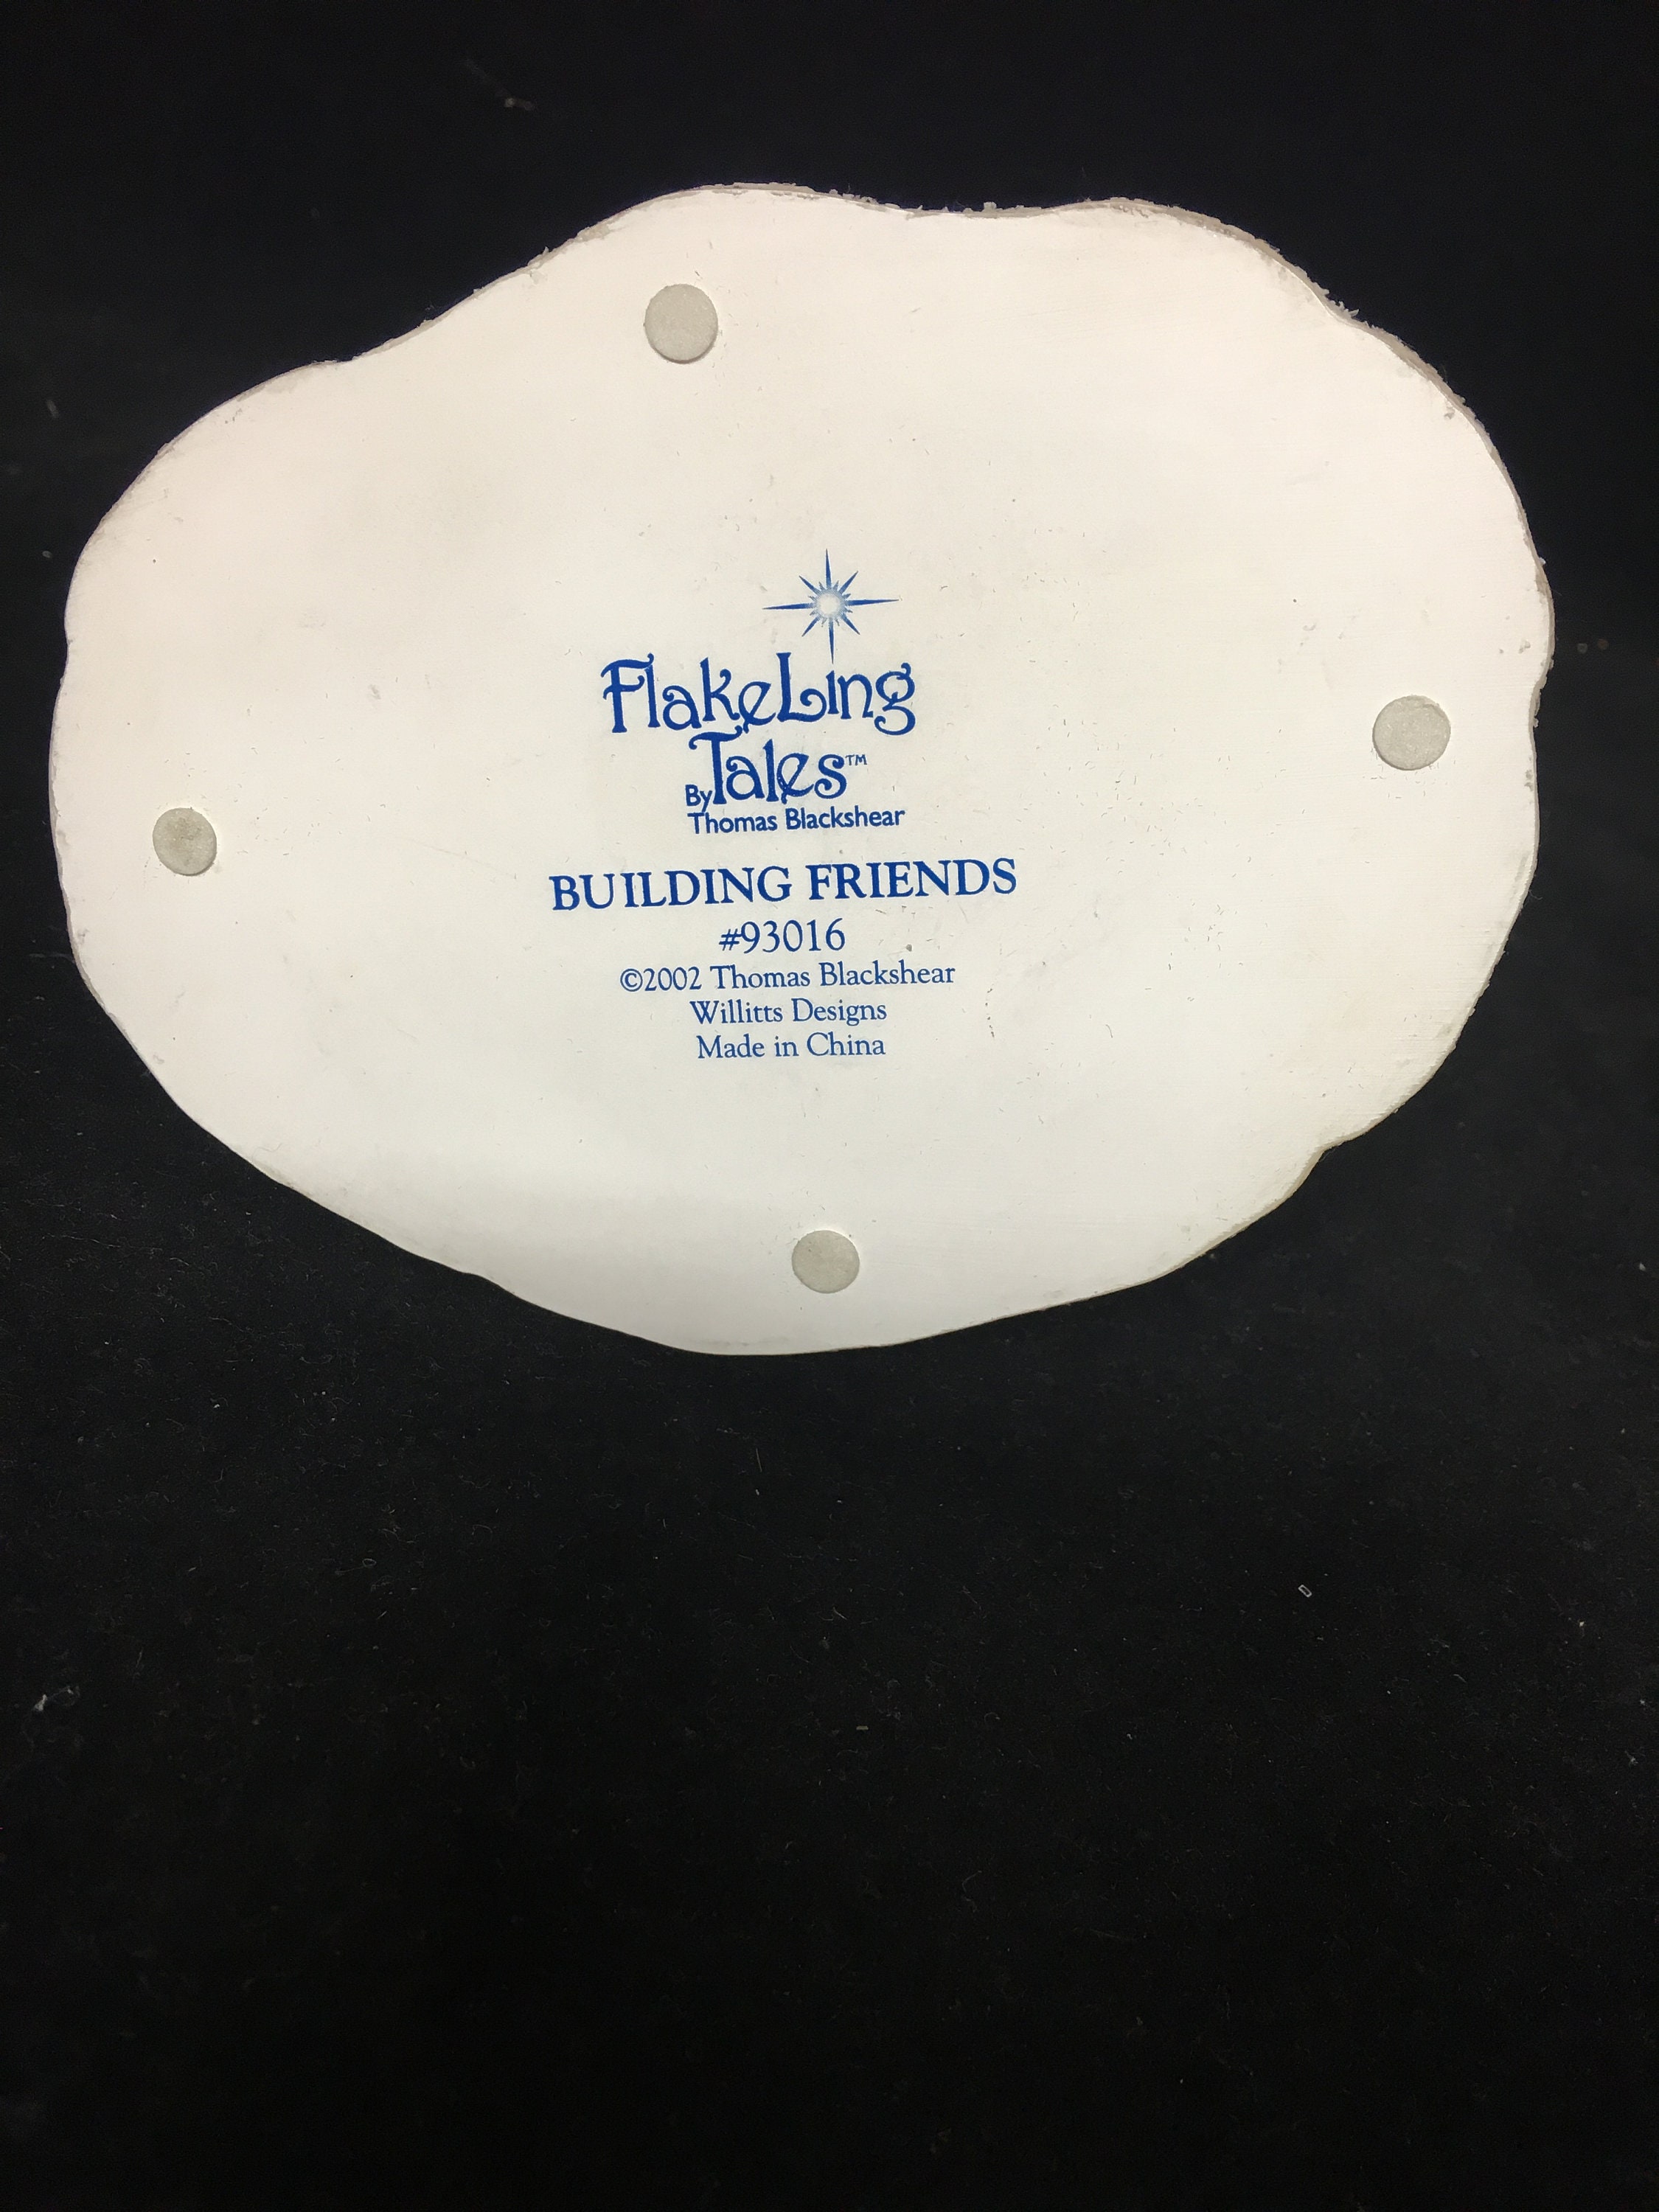 FlakeLing
Tales™
By
Thomas Blackshear
BUILDING FRIENDS
#93016
©2002 Thomas Blackshear
Willitts Designs
Made in China